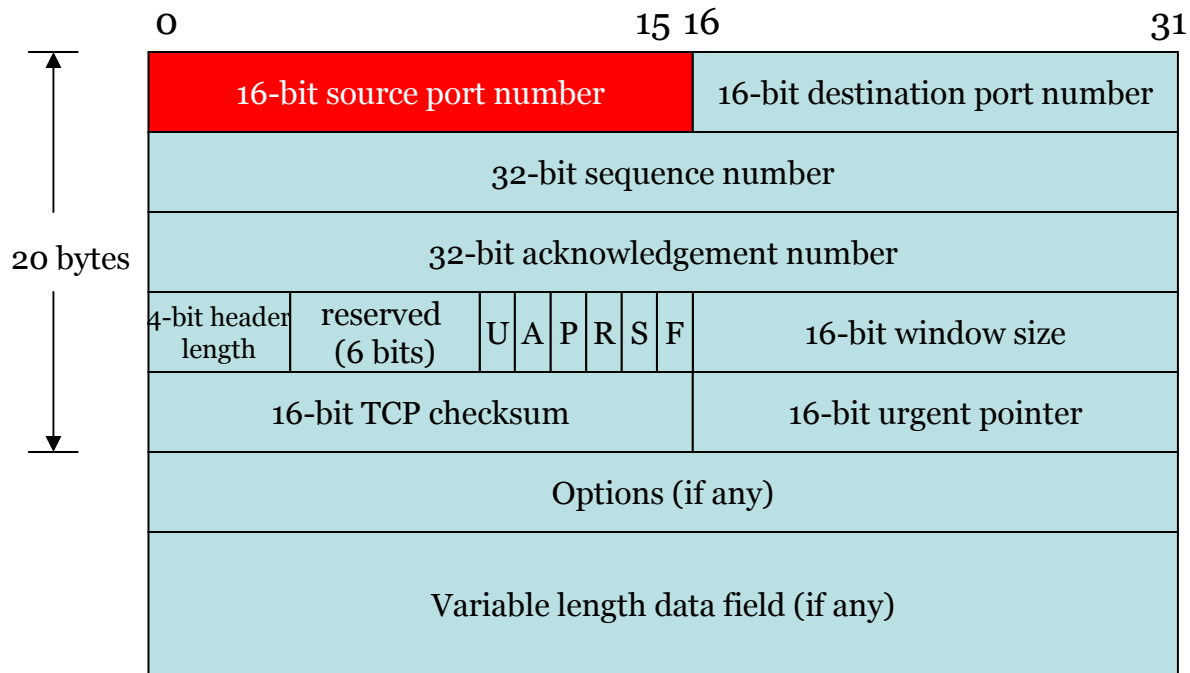 0 15 16 31
16-bit source port number 16-bit destination port number
32-bit sequence number
20 bytes
32-bit acknowledgement number
4-bit header length
reserved (6 bits)
U A P R S F
16-bit window size
16-bit TCP checksum 16-bit urgent pointer
Options (if any)
Variable length data field (if any)